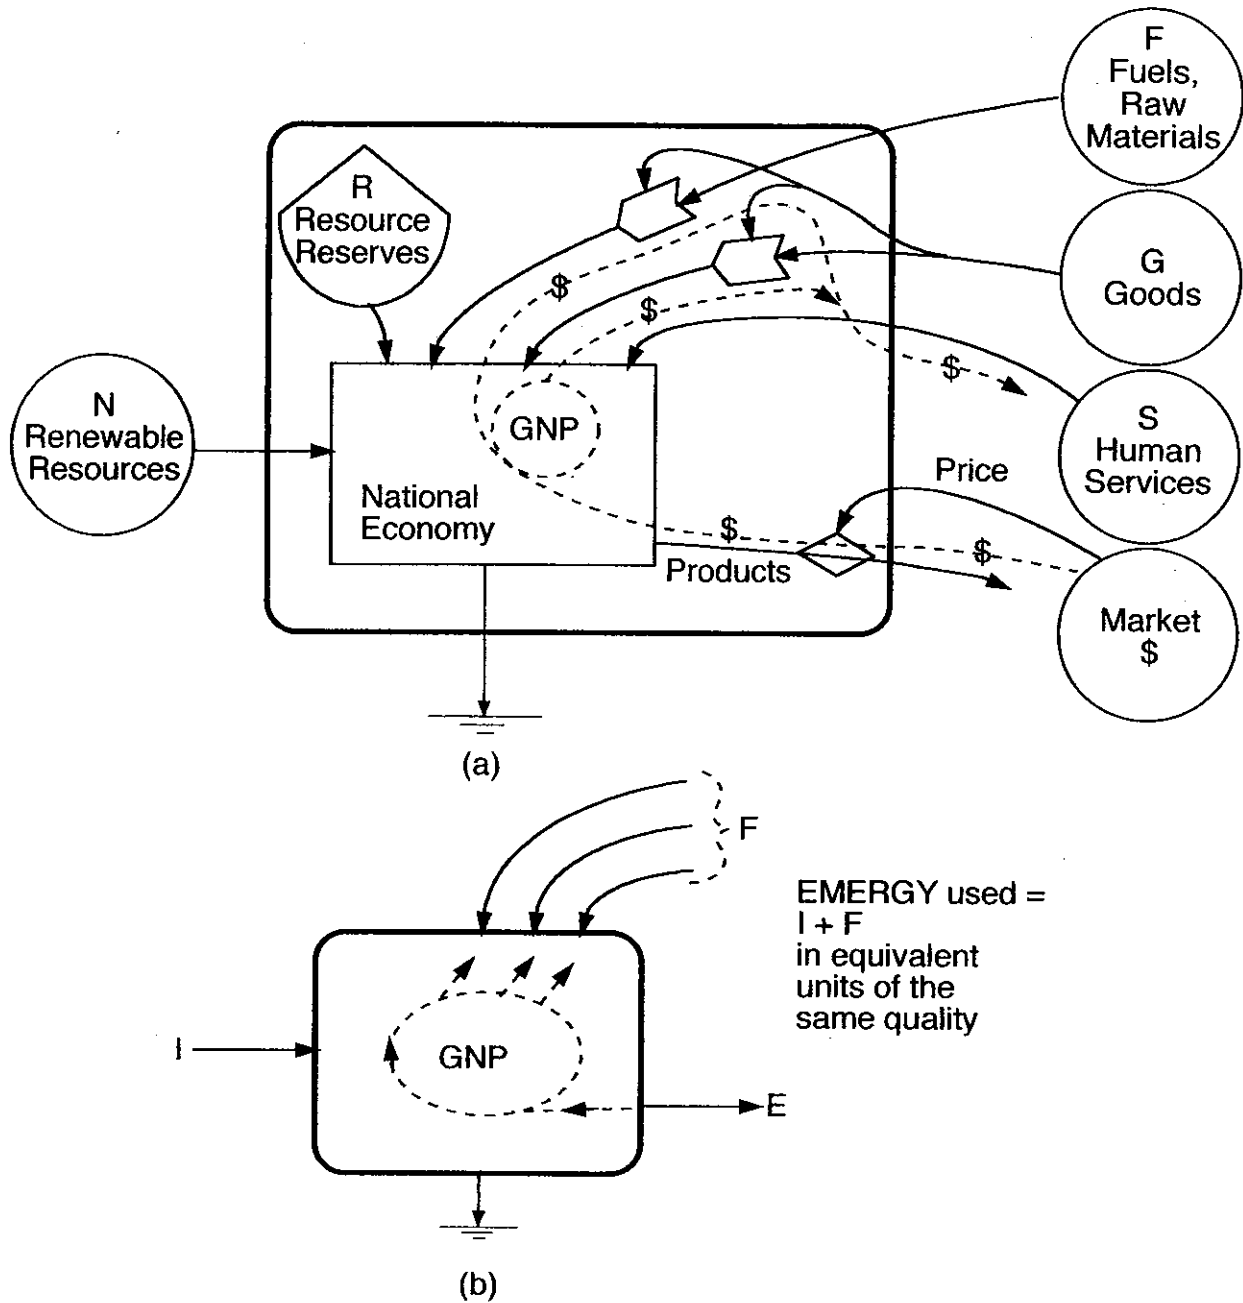 F
Fuels,
Raw
Materials
R
Resource
Reserves
G
Goods
$
$
$
N
Renewable
Resources
GNP
S
Human
Services
Price
National
Economy
$
$
Products
Market
$
(a)
F
EMERGY used =
I + F
in equivalent
units of the
same quality
I
GNP
E
(b)